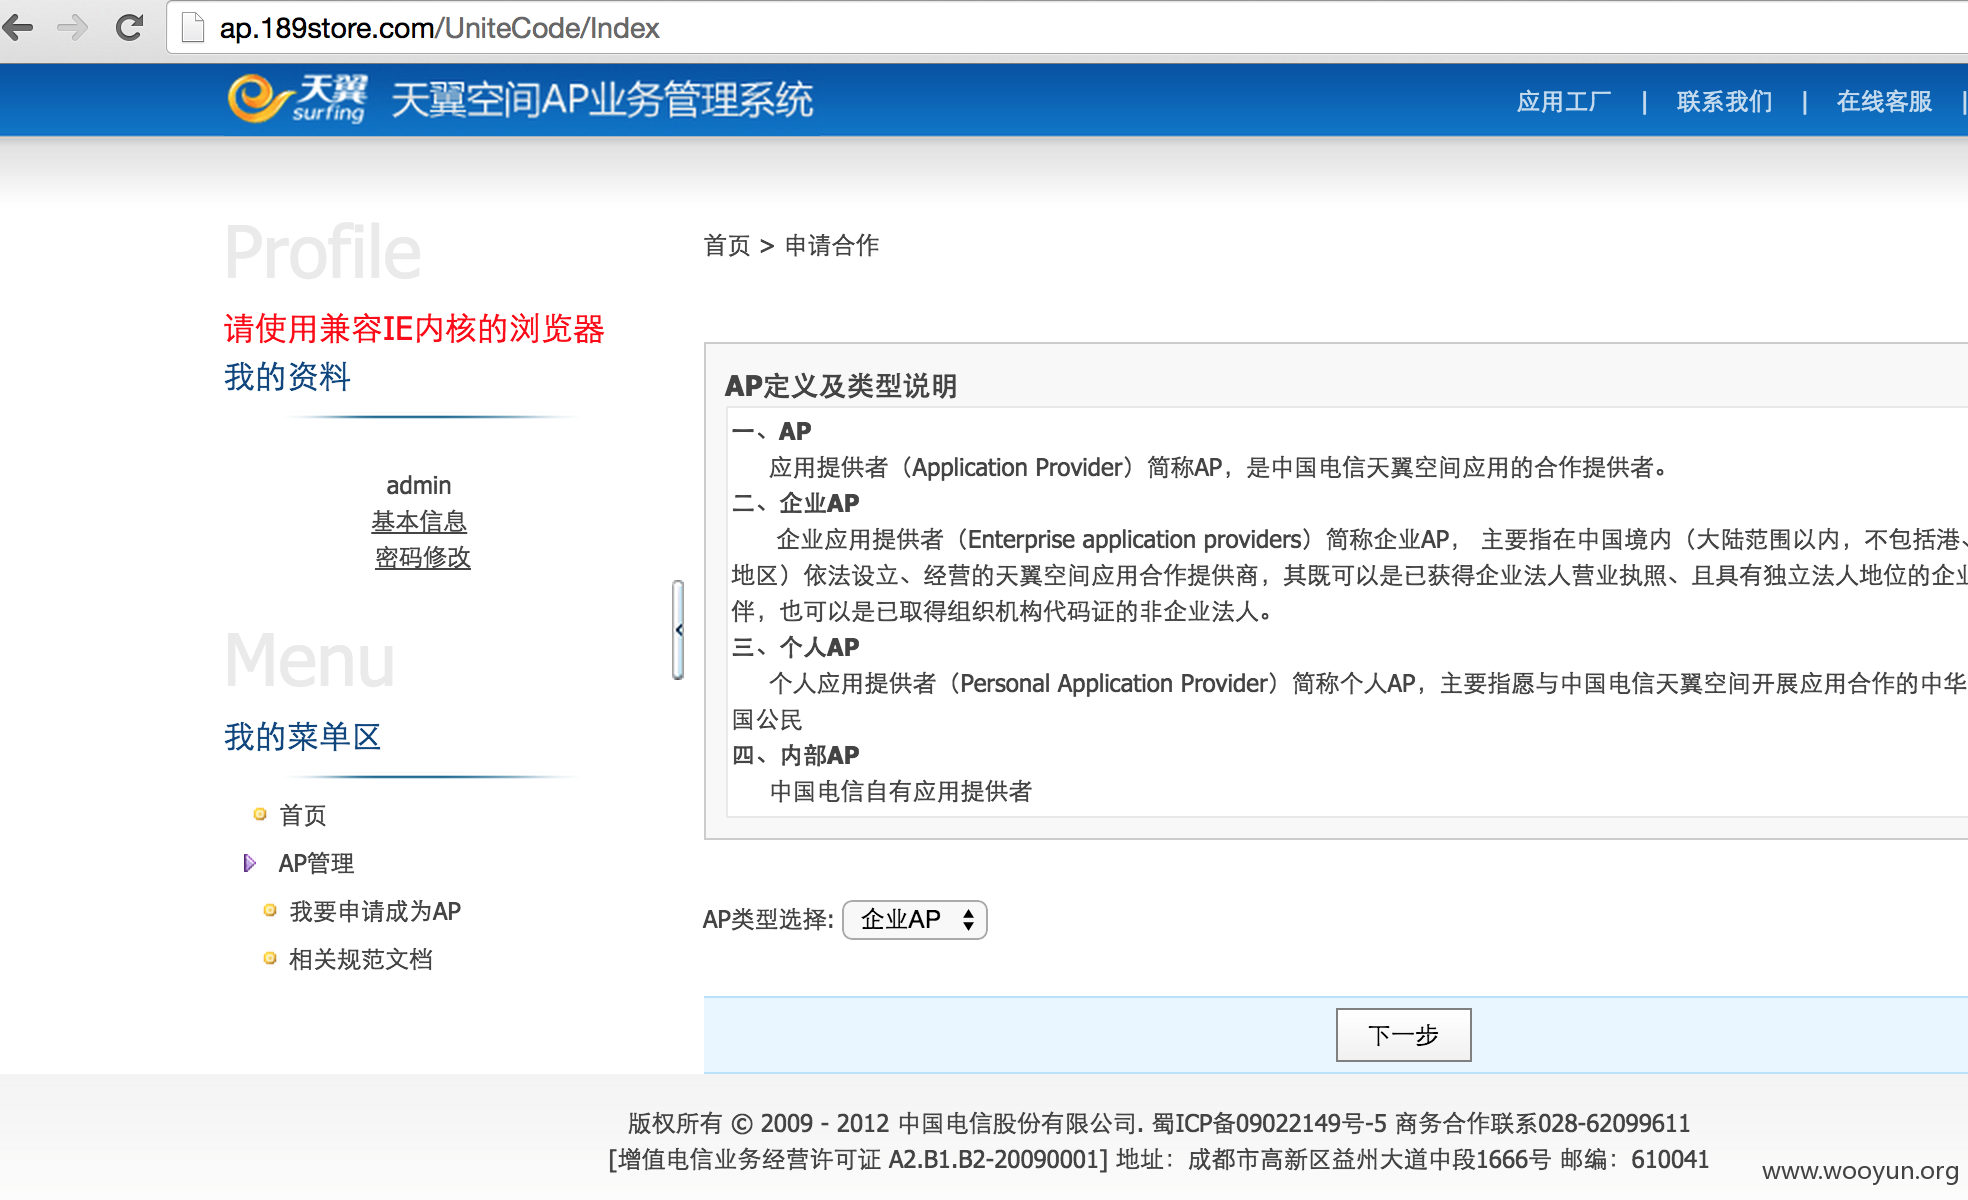 ap.189store.com/UniteCode/Index
天翼 surfing 天翼空间AP业务管理系统
应用工厂 | 联系我们 | 在线客服 |
Profile
请使用兼容IE内核的浏览器
我的资料
admin
基本信息
密码修改
Menu
我的菜单区
首页
AP管理
我要申请成为AP
相关规范文档
首页 > 申请合作
AP定义及类型说明
一、AP
应用提供者（Application Provider）简称AP，是中国电信天翼空间应用的合作提供者。
二、企业AP
企业应用提供者（Enterprise application providers）简称企业AP， 主要指在中国境内（大陆范围以内，不包括港、
地区）依法设立、经营的天翼空间应用合作提供商，其既可以是已获得企业法人营业执照、且具有独立法人地位的企业
伴，也可以是已取得组织机构代码证的非企业法人。
三、个人AP
个人应用提供者（Personal Application Provider）简称个人AP，主要指愿与中国电信天翼空间开展应用合作的中华
国公民
四、内部AP
中国电信自有应用提供者
AP类型选择: 企业AP
下一步
版权所有 © 2009 - 2012 中国电信股份有限公司. 蜀ICP备09022149号-5 商务合作联系028-62099611
[增值电信业务经营许可证 A2.B1.B2-20090001] 地址：成都市高新区益州大道中段1666号 邮编：610041
www.wooyun.org